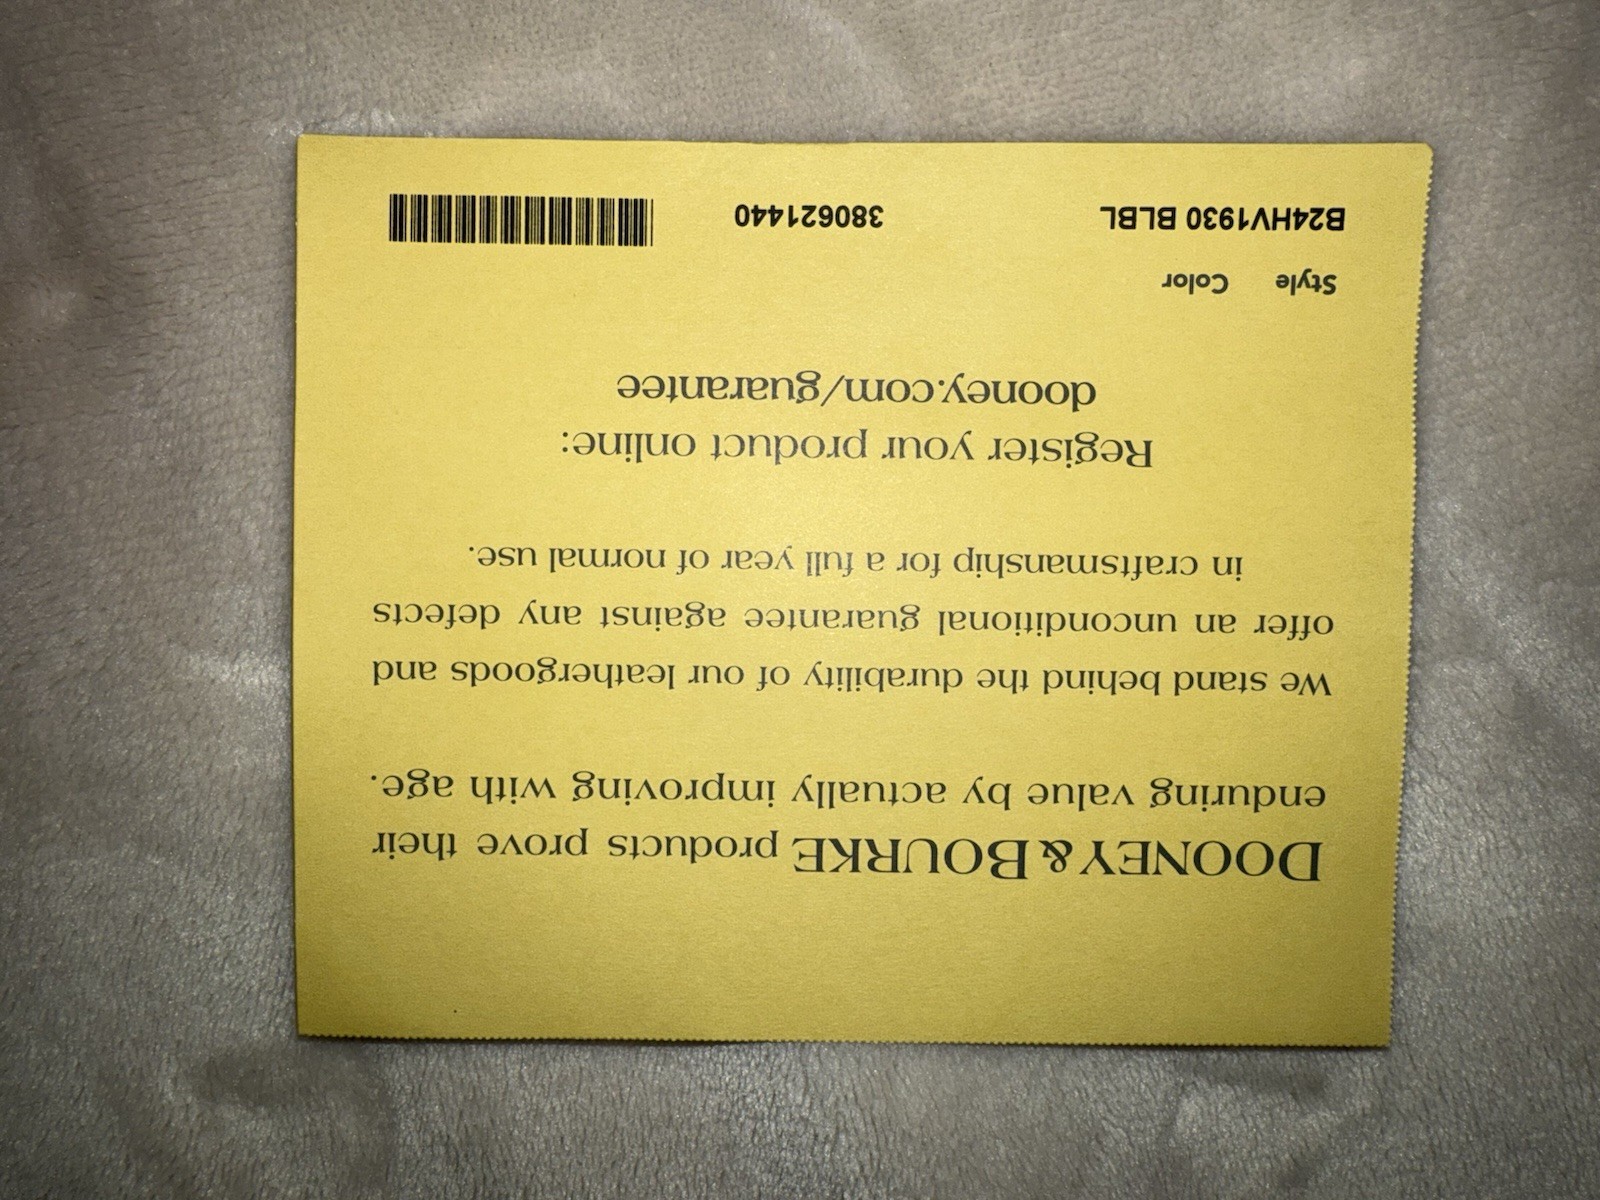 DOONEY & BOURKE products prove their
enduring value by actually improving with age.
We stand behind the durability of our leathergoods and
offer an unconditional guarantee against any defects
in craftsmanship for a full year of normal use.
Register your product online:
dooney.com/guarantee
Style Color
B24HV1930 BLBL 380621440